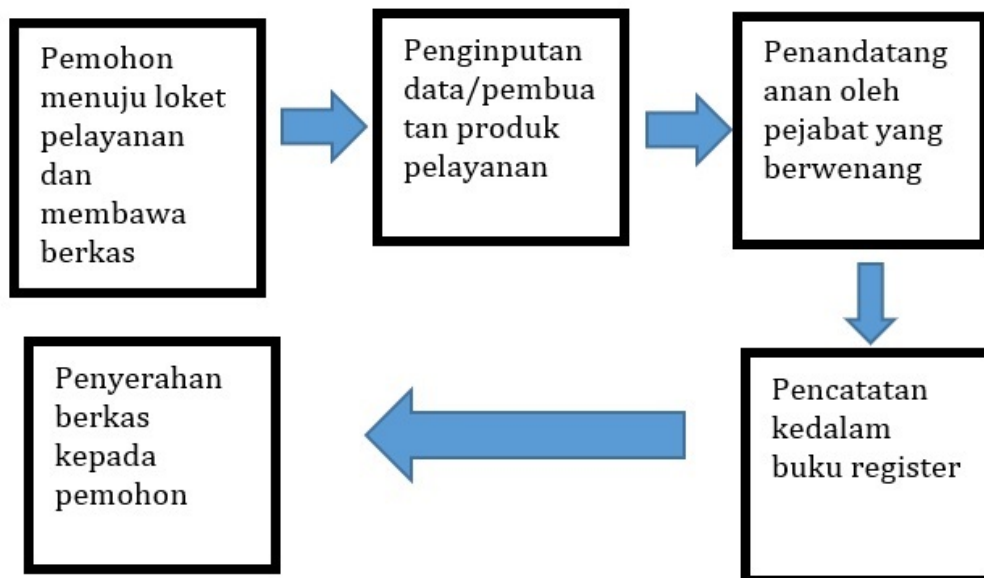 Pemohon
menuju loket
pelayanan
dan
membawa
berkas
Penginputan
data/pembua
tan produk
pelayanan
Penandatang
anan oleh
pejabat yang
berwenang
Pencatatan
kedalam
buku register
Penyerahan
berkas
kepada
pemohon